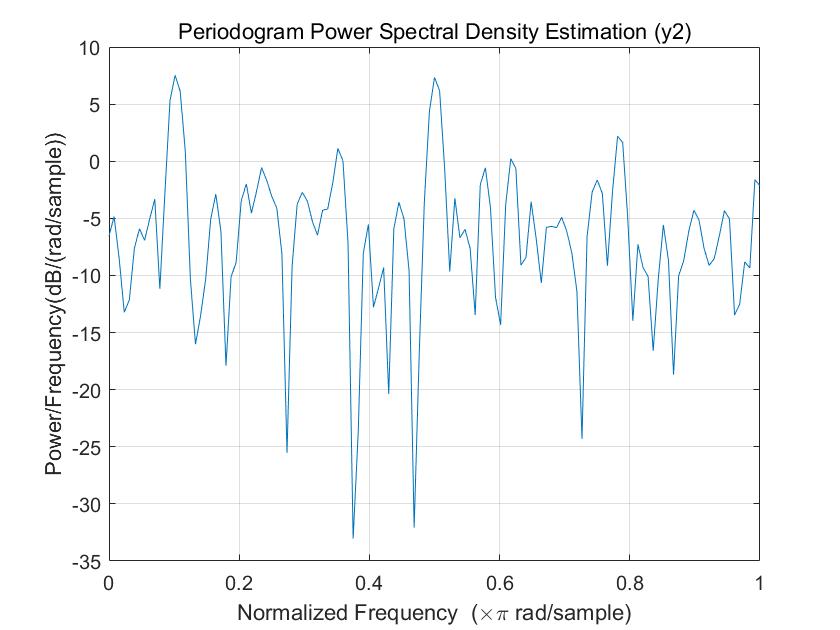 Periodogram Power Spectral Density Estimation (y2)
10
5
0
-5
-10
-15
-20
-25
-30
-35
Power/Frequency(dB/(rad/sample))
0 0.2 0.4 0.6 0.8 1
Normalized Frequency (×π rad/sample)